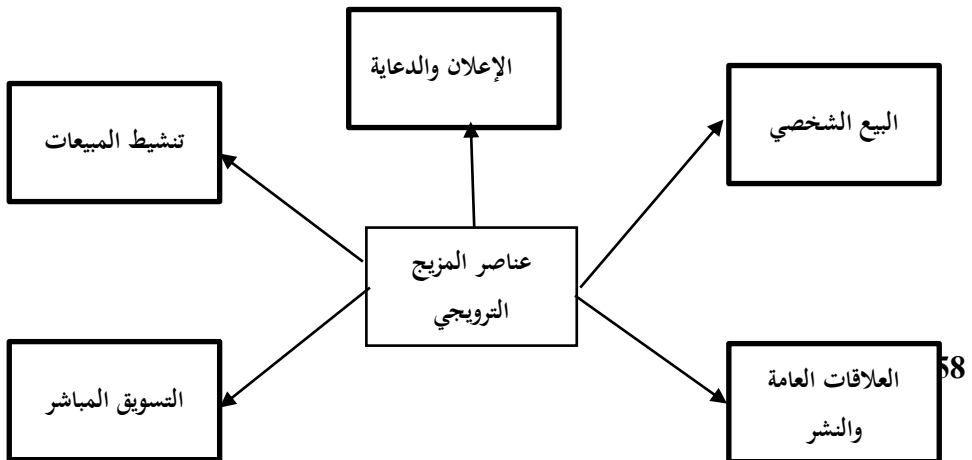 الإعلان والدعاية
البيع الشخصي
تنشيط المبيعات
عناصر المزيج
الترويجي
العلاقات العامة
والنشر
التسويق المباشر
58